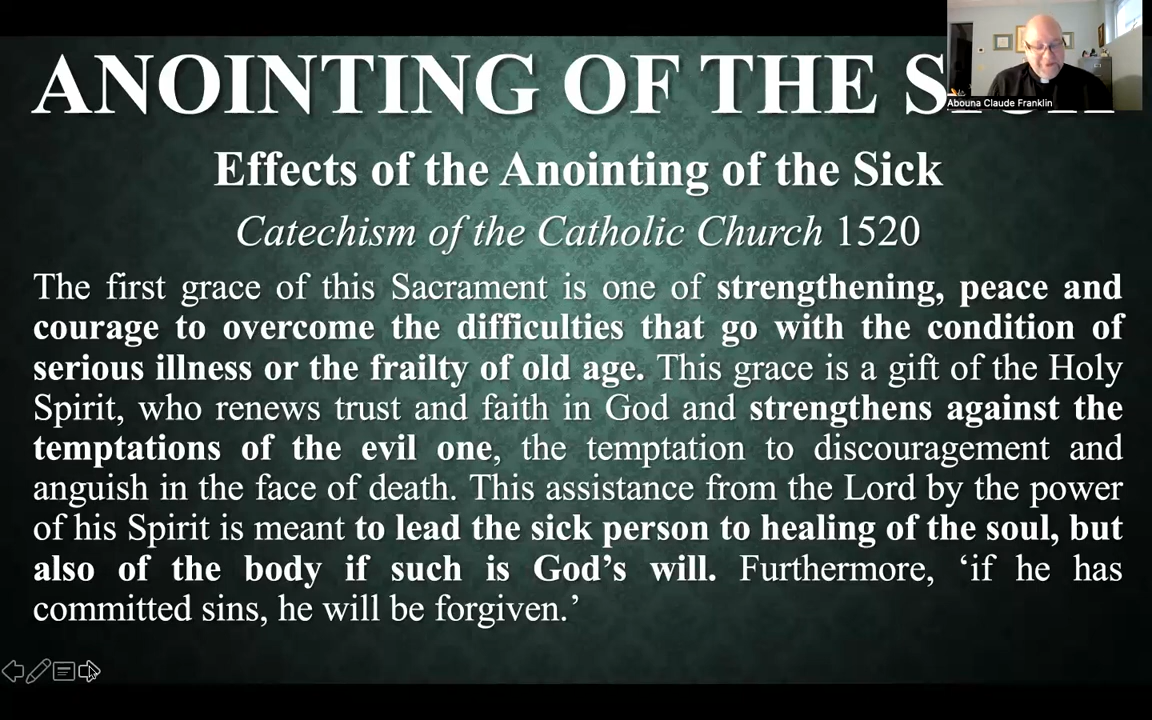 ANOINTING OF THE
Abouna Claude Franklin
Effects of the Anointing of the Sick
Catechism of the Catholic Church 1520
The first grace of this Sacrament is one of strengthening, peace and
courage to overcome the difficulties that go with the condition of
serious illness or the frailty of old age. This grace is a gift of the Holy
Spirit, who renews trust and faith in God and strengthens against the
temptations of the evil one, the temptation to discouragement and
anguish in the face of death. This assistance from the Lord by the power
of his Spirit is meant to lead the sick person to healing of the soul, but
also of the body if such is God’s will. Furthermore, ‘if he has
committed sins, he will be forgiven.’